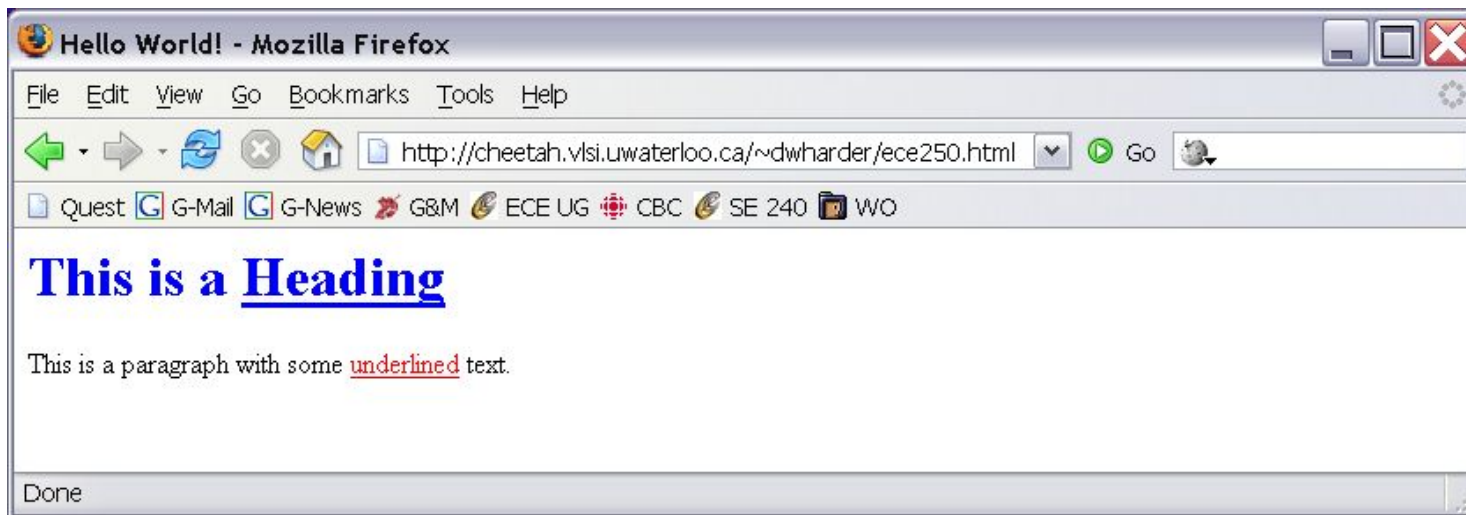 Hello World! - Mozilla Firefox
File Edit View Go Bookmarks Tools Help
http://cheetah.vlsi.uwaterloo.ca/~dwharder/ece250.html Go
Quest G G-Mail G G-News G&M ECE UG CBC SE 240 WO
This is a Heading
This is a paragraph with some underlined text.
Done